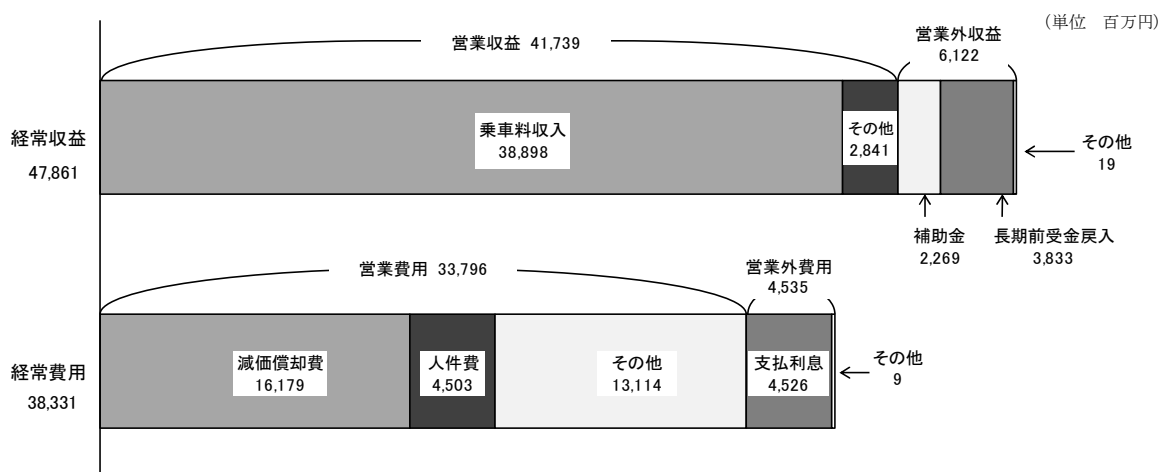 (単位　百万円)
営業収益 41,739
営業外収益
6,122
経常収益
47,861
乗車料収入
38,898
その他
2,841
その他
19
補助金
2,269
長期前受金戻入
3,833
営業費用 33,796
営業外費用
4,535
経常費用
38,331
減価償却費
16,179
人件費
4,503
その他
13,114
支払利息
4,526
その他
9